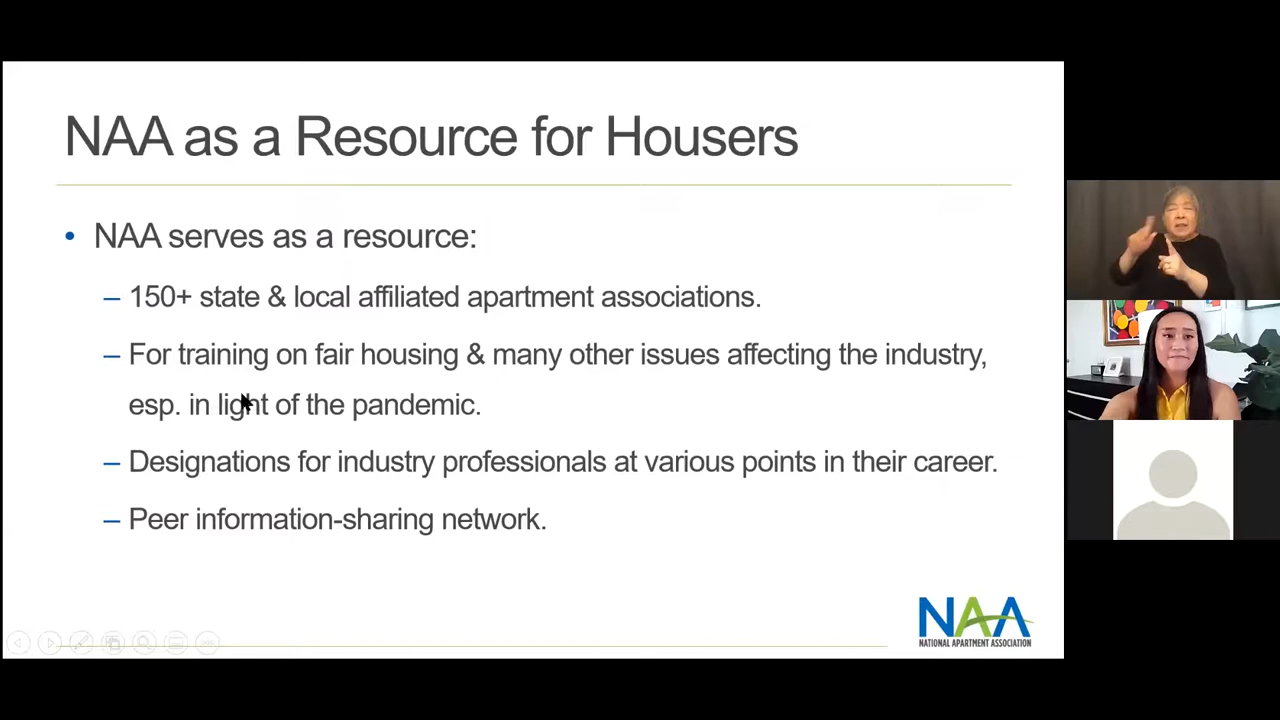 NAA as a Resource for Housers
• NAA serves as a resource:
– 150+ state & local affiliated apartment associations.
– For training on fair housing & many other issues affecting the industry,
esp. in light of the pandemic.
– Designations for industry professionals at various points in their career.
– Peer information-sharing network.
NAA
NATIONAL APARTMENT ASSOCIATION